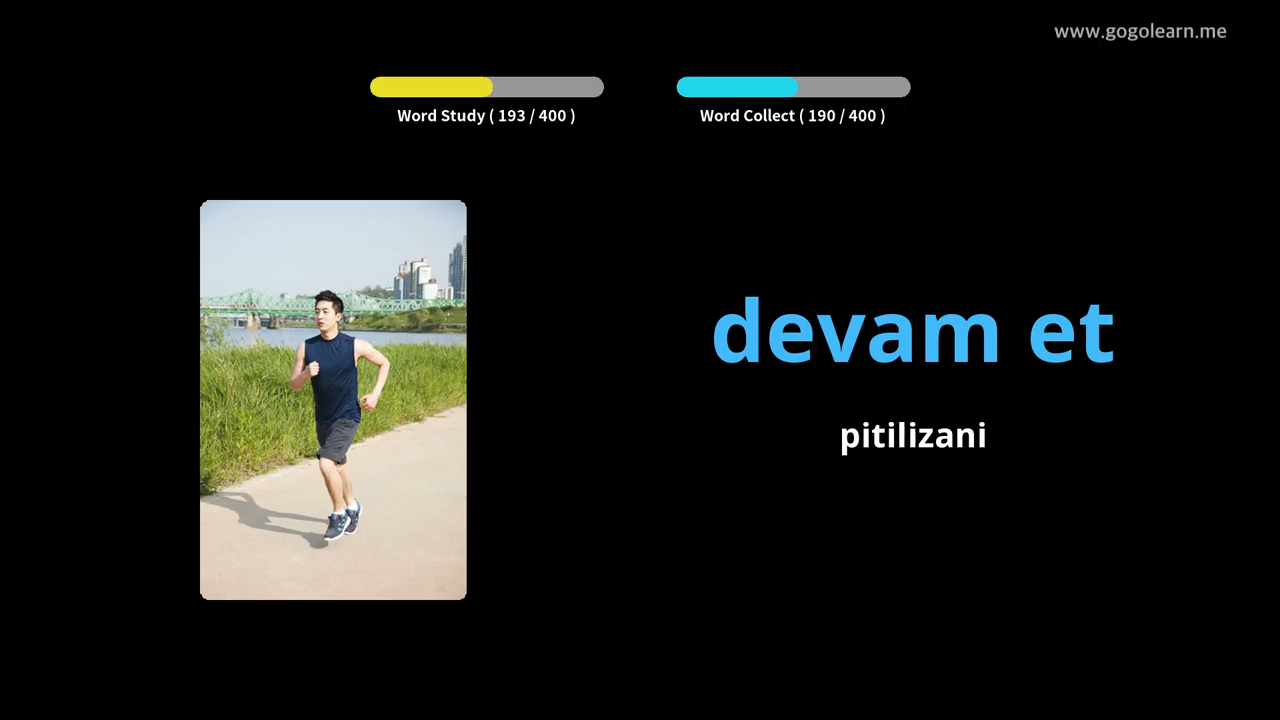 www.gogolearn.me
Word Study ( 193 / 400 )
Word Collect ( 190 / 400 )
devam et
pitilizani